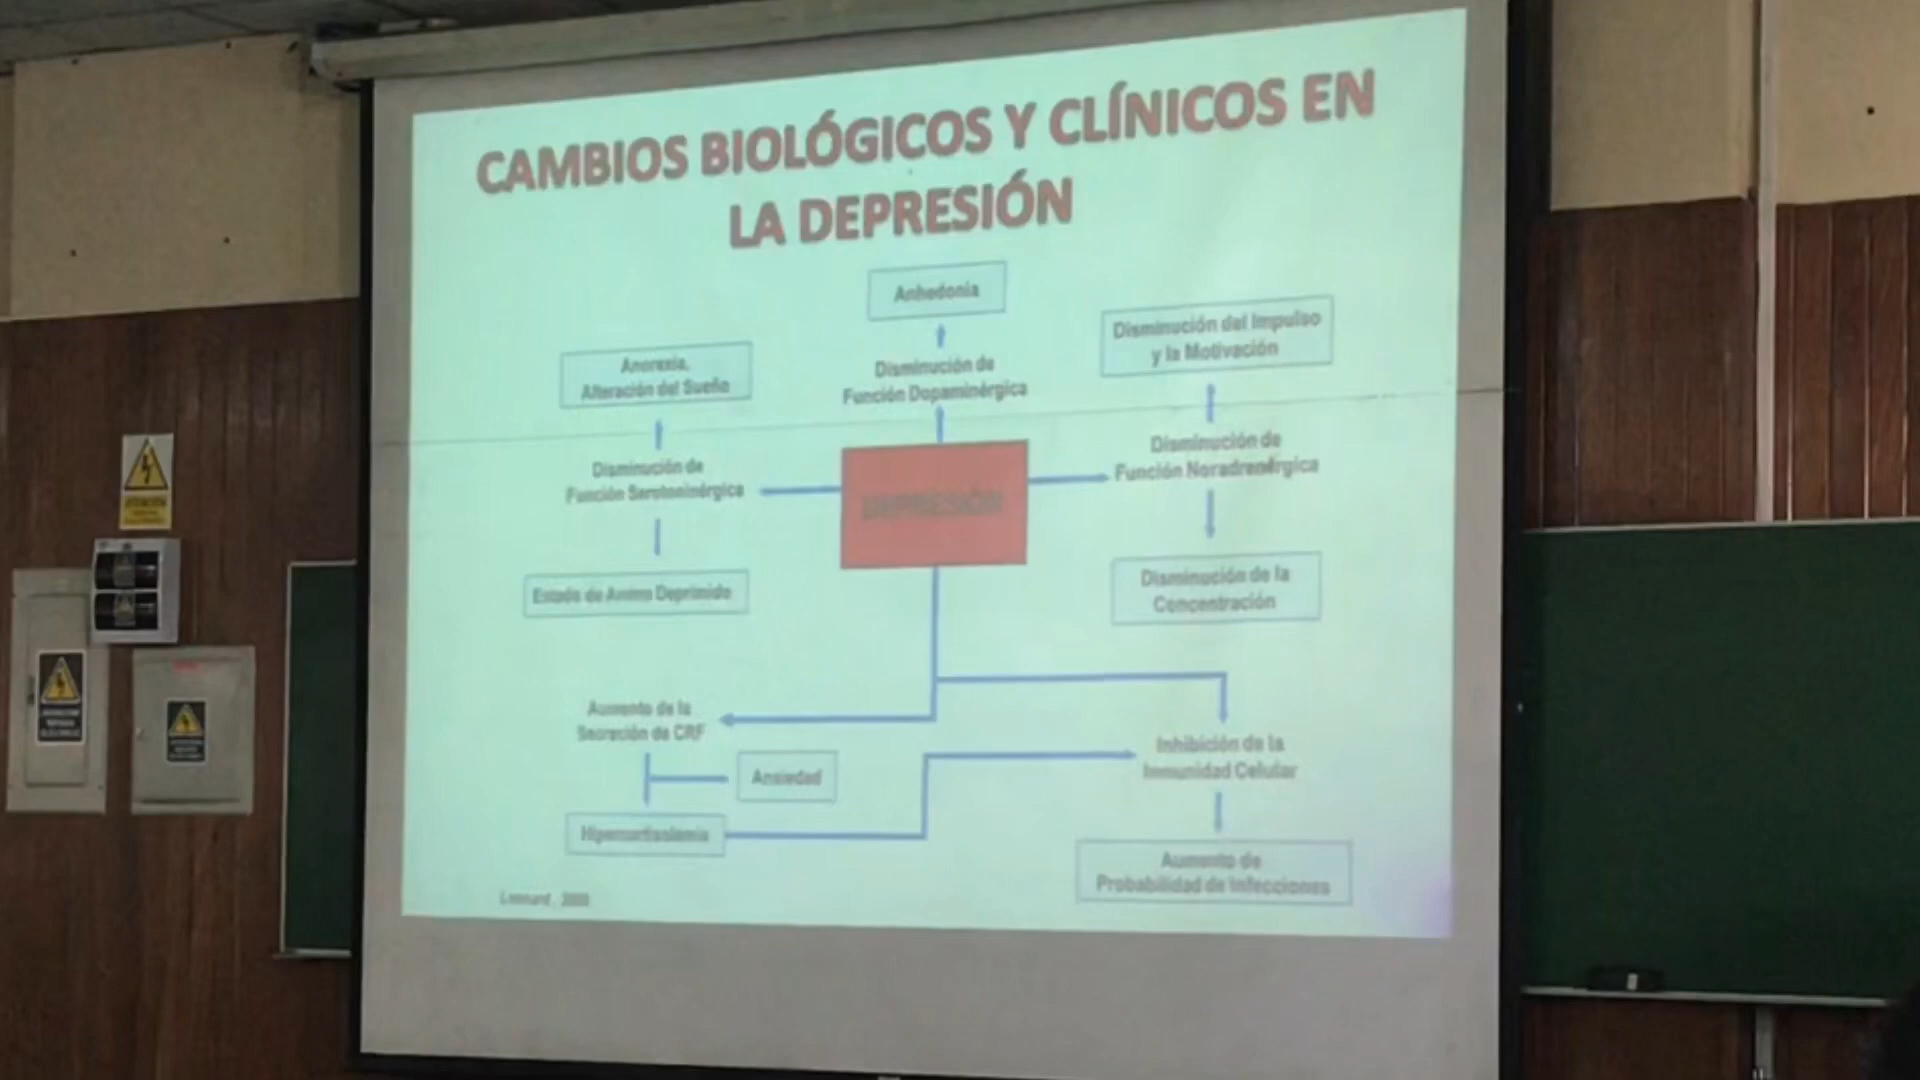 CAMBIOS BIOLÓGICOS Y CLÍNICOS EN
LA DEPRESIÓN
Anhedonia
Disminución del Impulso
y la Motivación
Anorexia,
Alteración del Sueño
Disminución de
Función Dopaminérgica
Disminución de
Función Noradrenérgica
Disminución de
Función Serotoninérgica
DEPRESIÓN
Estado de Animo Deprimido
Disminución de la
Concentración
Aumento de la
Secreción de CRF
Inhibición de la
Inmunidad Celular
Ansiedad
Hipercortisolemia
Aumento de
Probabilidad de Infecciones
ATENCIÓN